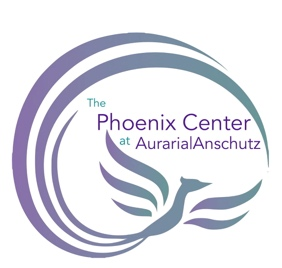 The
Phoenix Center
at AurarialAnschutz